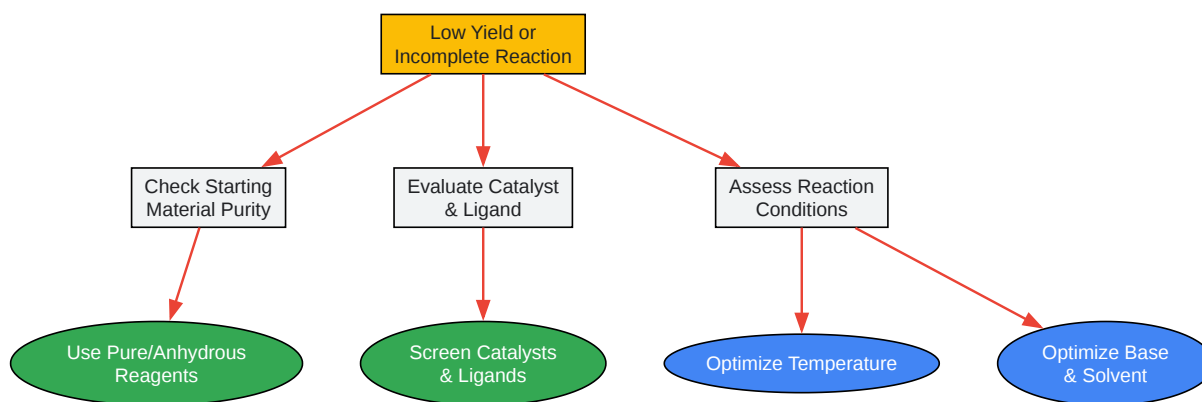 Low Yield or
Incomplete Reaction
Check Starting
Material Purity
Evaluate Catalyst
& Ligand
Assess Reaction
Conditions
Use Pure/Anhydrous
Reagents
Screen Catalysts
& Ligands
Optimize Temperature
Optimize Base
& Solvent